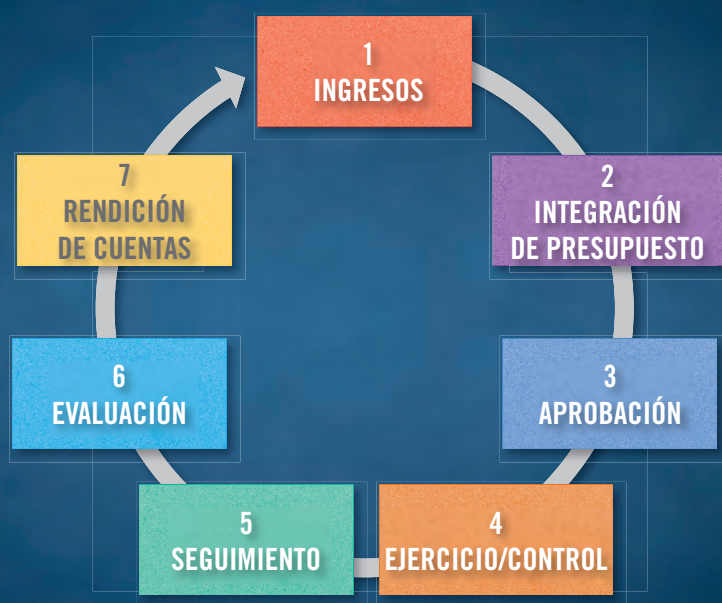 1
INGRESOS
2
INTEGRACIÓN
DE PRESUPUESTO
3
APROBACIÓN
4
EJERCICIO/CONTROL
5
SEGUIMIENTO
6
EVALUACIÓN
7
RENDICIÓN
DE CUENTAS